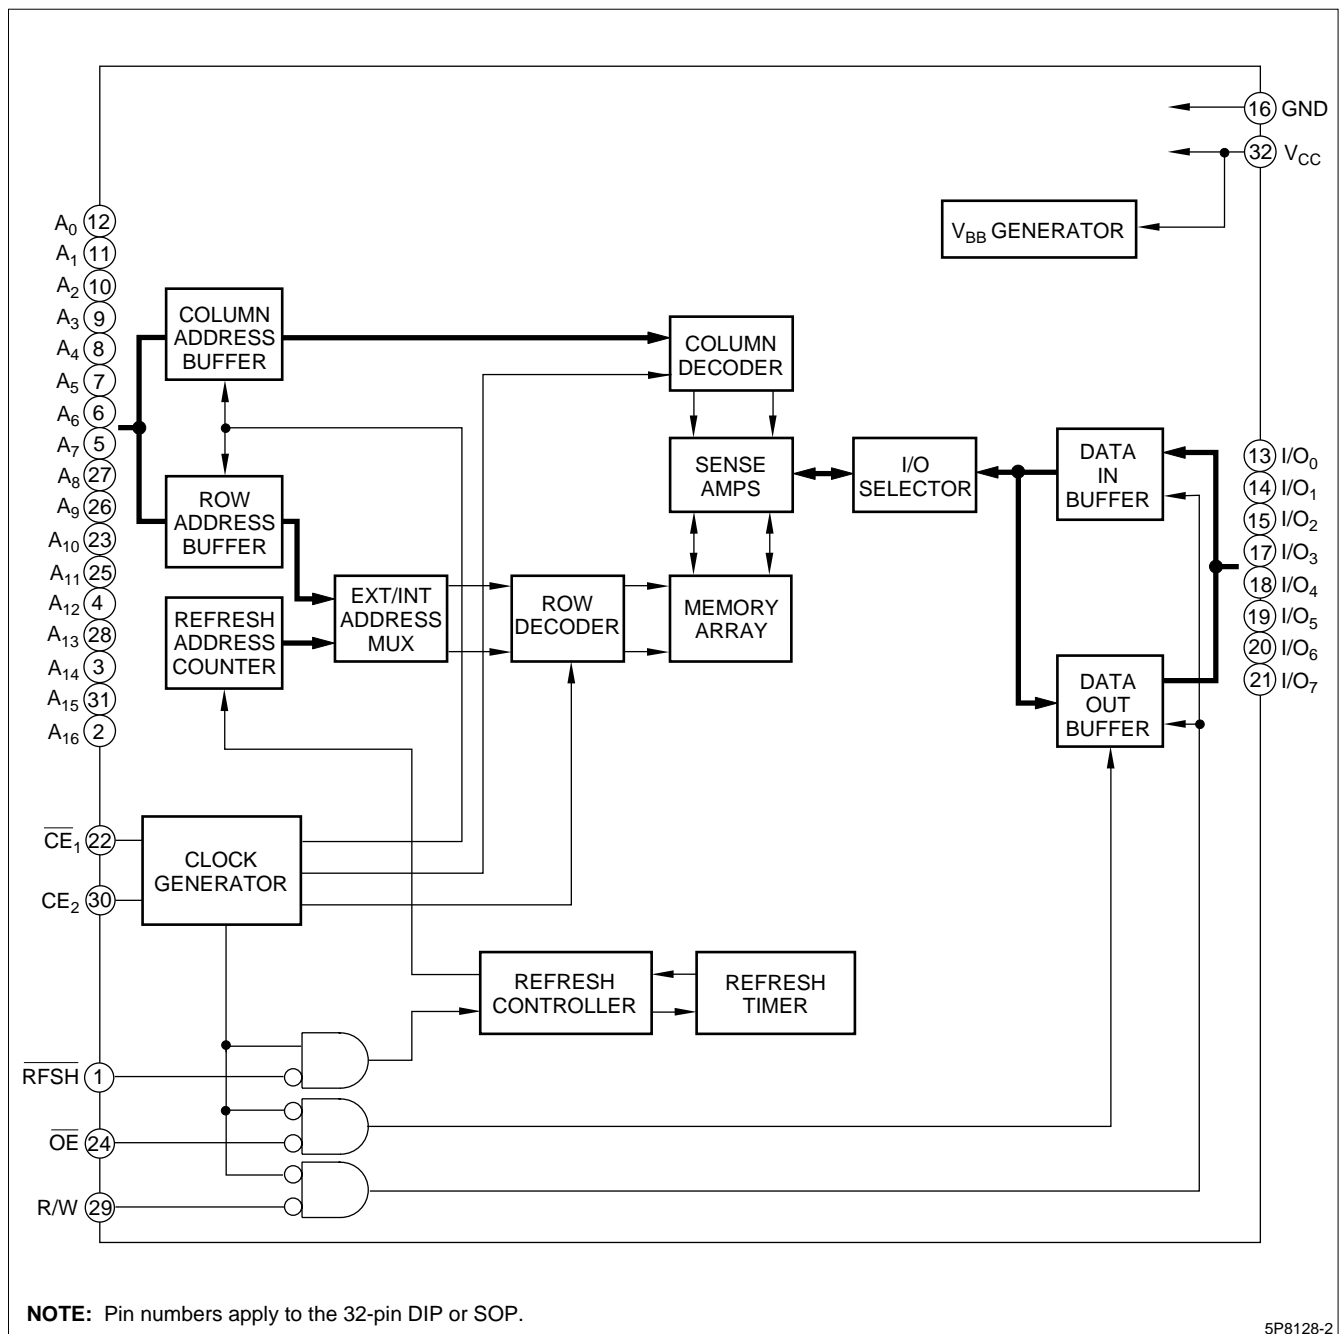 16 GND
32 VCC
VBB GENERATOR
A0 12
A1 11
A2 10
A3 9
A4 8
A5 7
A6 6
A7 5
A8 27
A9 26
A10 23
A11 25
A12 4
A13 28
A14 3
A15 31
A16 2
COLUMN
ADDRESS
BUFFER
ROW
ADDRESS
BUFFER
REFRESH
ADDRESS
COUNTER
EXT/INT
ADDRESS
MUX
ROW
DECODER
COLUMN
DECODER
SENSE
AMPS
MEMORY
ARRAY
I/O
SELECTOR
DATA
IN
BUFFER
DATA
OUT
BUFFER
13 I/O0
14 I/O1
15 I/O2
17 I/O3
18 I/O4
19 I/O5
20 I/O6
21 I/O7
C̅E̅1 22
CE2 30
CLOCK
GENERATOR
REFRESH
CONTROLLER
REFRESH
TIMER
R̅F̅S̅H̅ 1
O̅E̅ 24
R/W 29
NOTE: Pin numbers apply to the 32-pin DIP or SOP.
5P8128-2